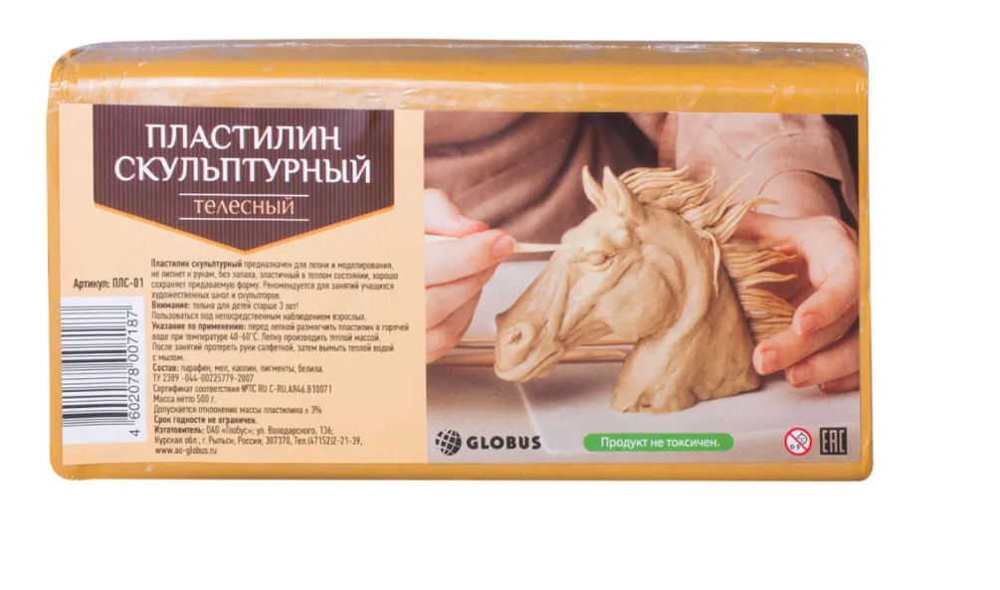 ПЛАСТИЛИН
СКУЛЬПТУРНЫЙ
телесный
Артикул: ПЛС-01
Пластилин скульптурный предназначен для лепки и моделирования,
не липнет к рукам, без запаха, эластичный в теплом состоянии, хорошо
сохраняет придаваемую форму. Рекомендуется для занятий учащихся
художественных школ и скульпторов.
Внимание: только для детей старше 3 лет!
Пользоваться под непосредственным наблюдением взрослых.
Указание по применению: перед лепкой размягчить пластилин в горячей
воде при температуре 40-60°С. Лепку производить теплой массой.
После занятий протереть руки салфеткой, затем вымыть теплой водой
с мылом.
Состав: парафин, мел, каолин, пигменты, белила.
ТУ 2389 -044-00225779-2007
Сертификат соответствия №ТС RU C-RU.АЯ46.В10071
Масса нетто 500 г.
Допускается отклонение массы пластилина ± 3%
Срок годности не ограничен.
Изготовитель: ОАО «Глобус»; ул. Володарского, 136;
Курская обл., г. Рыльск; Россия; 307370, Тел.(47152)2-21-39,
www.ao-globus.ru
4 602078 007187
GLOBUS
Продукт не токсичен.
0-3
EAC